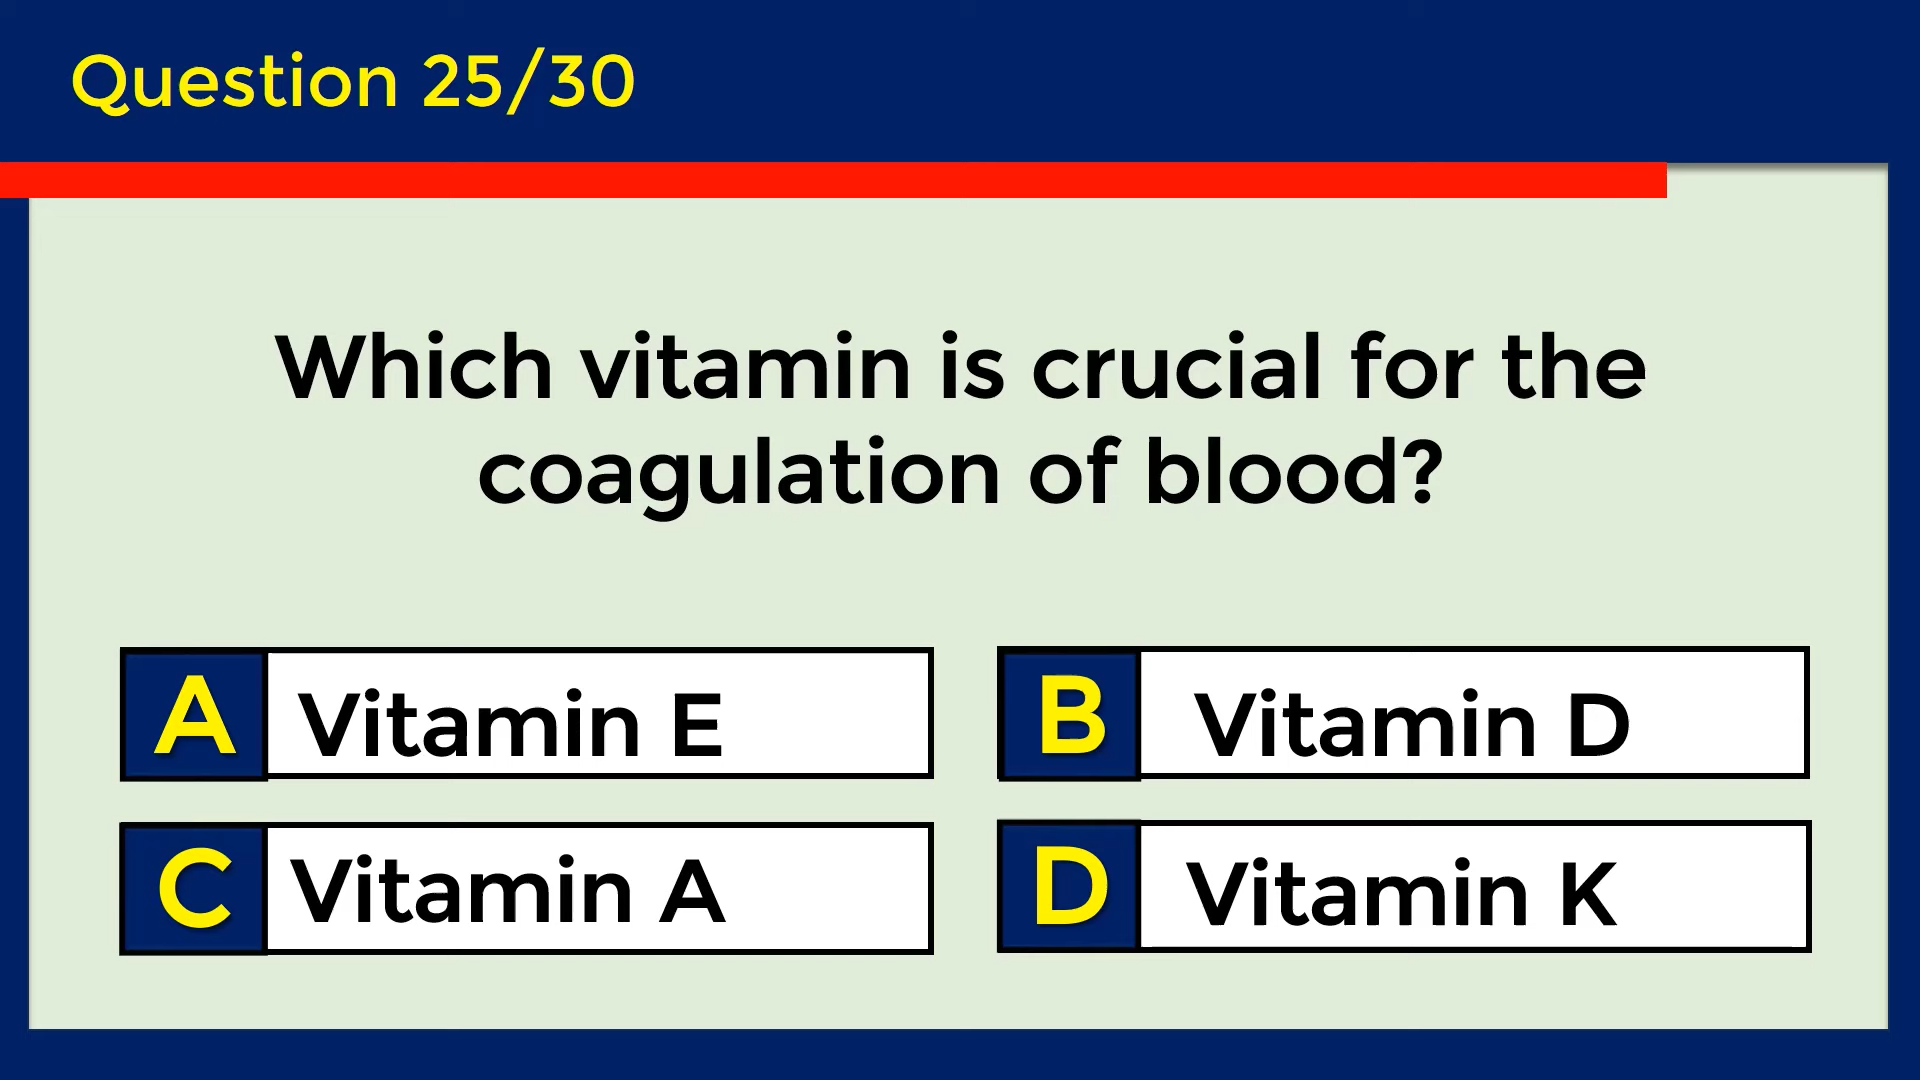 Question 25/30
Which vitamin is crucial for the
coagulation of blood?
A Vitamin E
B Vitamin D
C Vitamin A
D Vitamin K